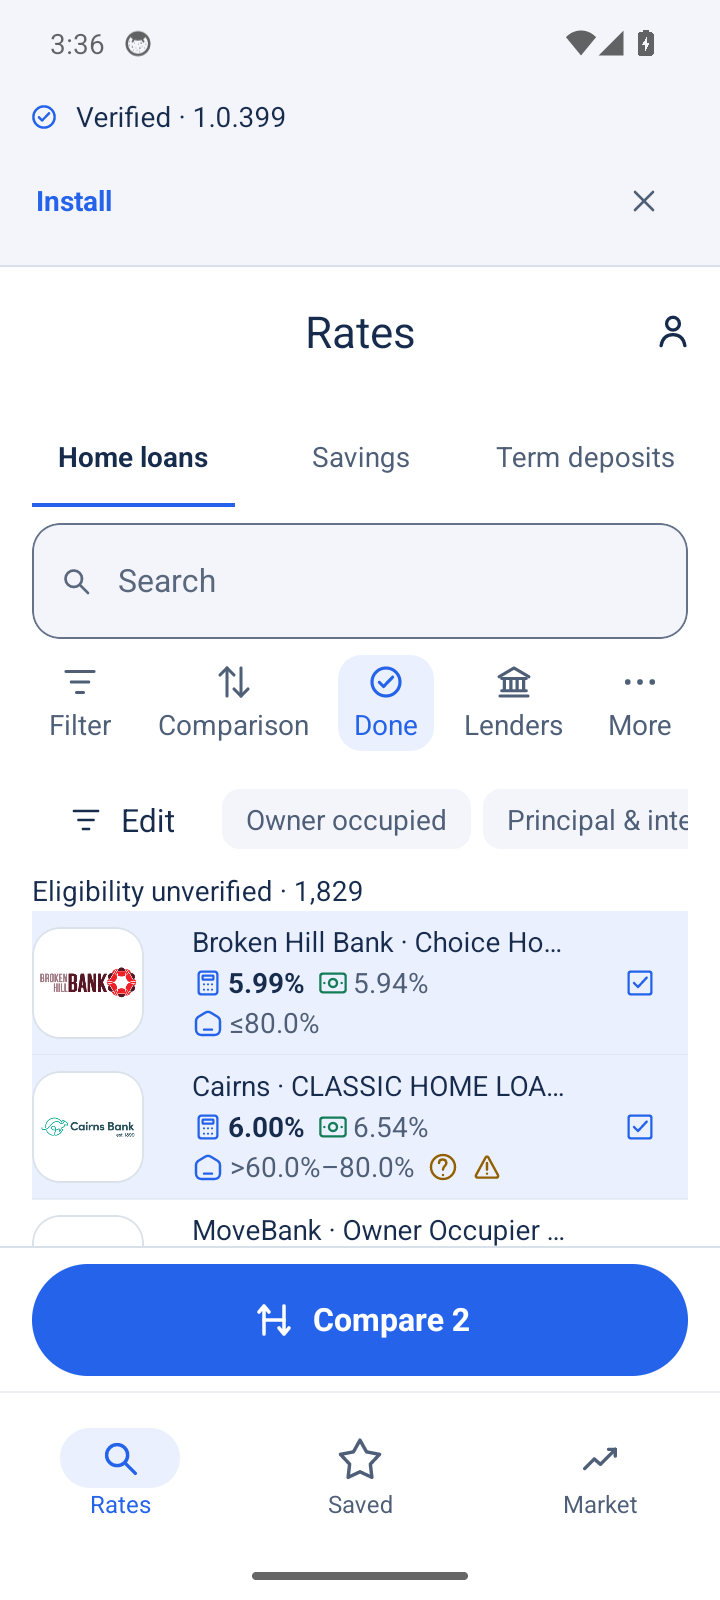 3:36
Verified · 1.0.399
Install
Rates
Home loans Savings Term deposits
Search
Filter Comparison Done Lenders More
Edit Owner occupied Principal & inte
Eligibility unverified · 1,829
Broken Hill Bank · Choice Ho...
BROKEN HILL BANK
5.99% 5.94%
≤80.0%
Cairns · CLASSIC HOME LOA...
Cairns Bank
est. 1899
6.00% 6.54%
>60.0%–80.0%
MoveBank · Owner Occupier ...
Compare 2
Rates Saved Market